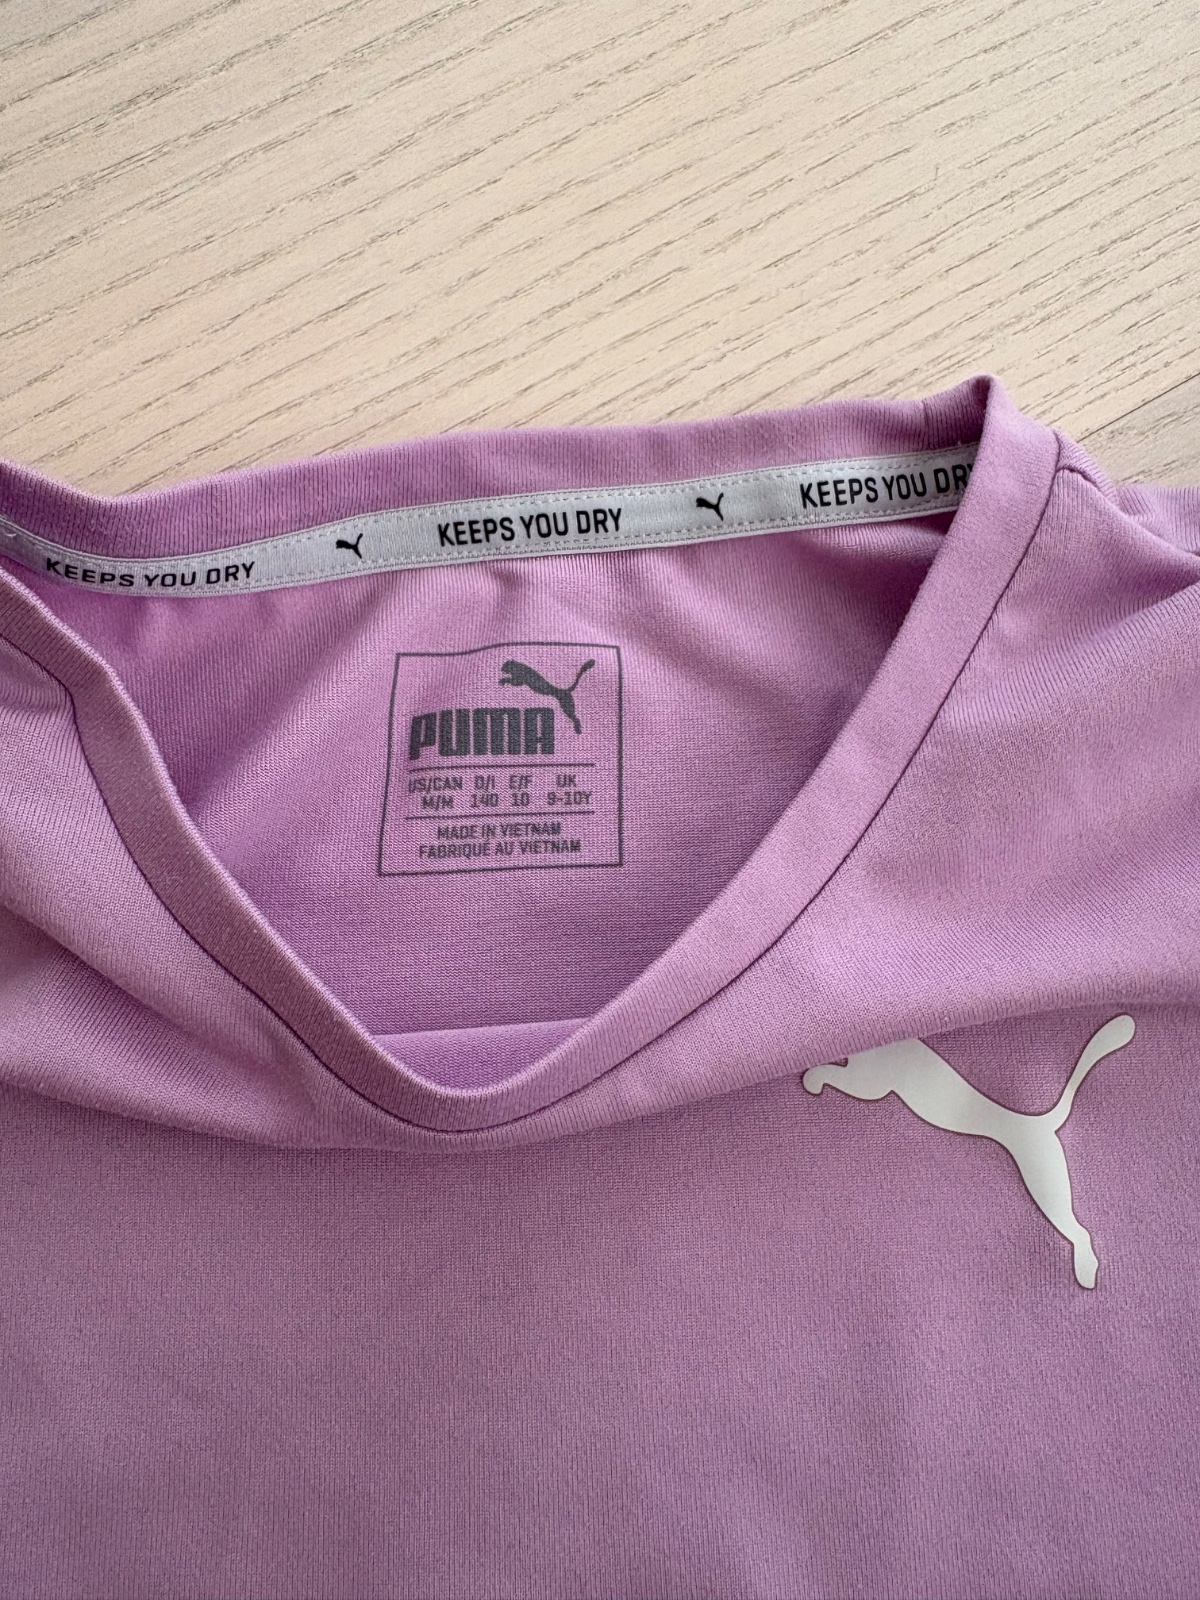 KEEPS YOU DRY
KEEPS YOU DRY
KEEPS YOU DRY
PUMA
US/CAN D/I E/F UK
M/M 140 10 9-10Y
MADE IN VIETNAM
FABRIQUÉ AU VIETNAM